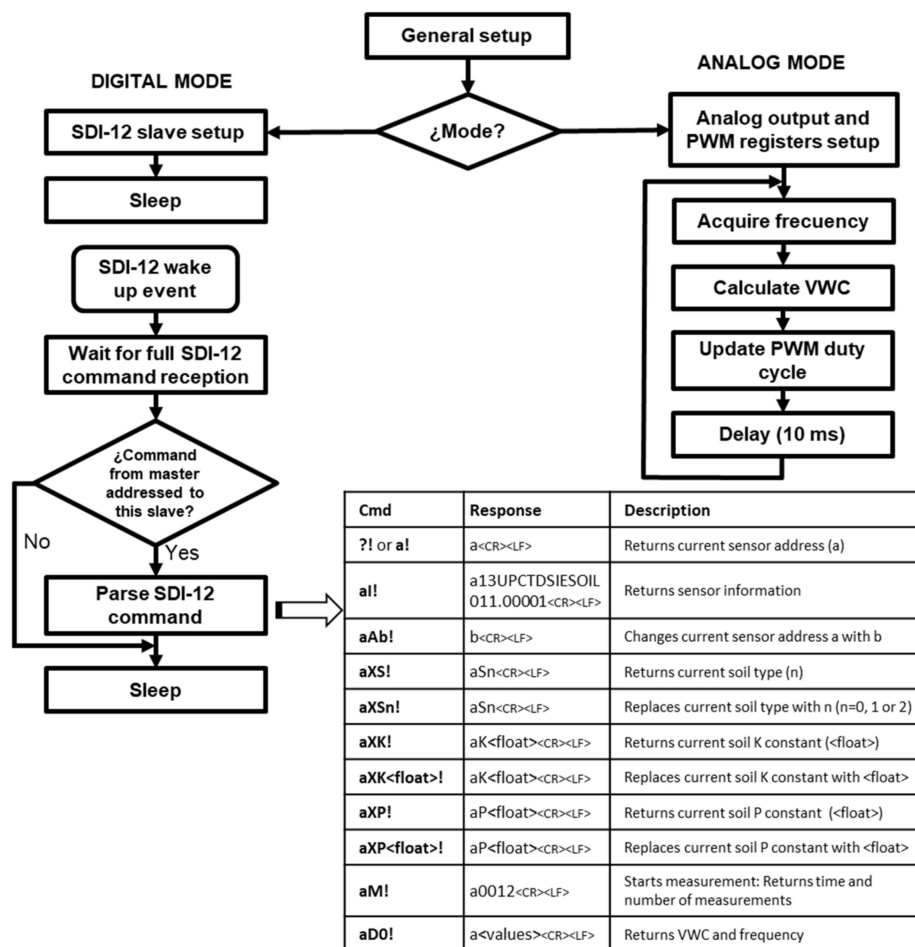 General setup
DIGITAL MODE
ANALOG MODE
¿Mode?
SDI-12 slave setup
Sleep
Analog output and
PWM registers setup
Acquire frecuency
Calculate VWC
Update PWM duty
cycle
Delay (10 ms)
SDI-12 wake
up event
Wait for full SDI-12
command reception
¿Command
from master
addressed to
this slave?
No
Yes
Parse SDI-12
command
Sleep
Cmd Response Description
?! or a! a<CR><LF> Returns current sensor address (a)
aI! a13UPCTDSIESOIL
011.00001<CR><LF> Returns sensor information
aAb! b<CR><LF> Changes current sensor address a with b
aXS! aSn<CR><LF> Returns current soil type (n)
aXSn! aSn<CR><LF> Replaces current soil type with n (n=0, 1 or 2)
aXK! aK<float><CR><LF> Returns current soil K constant (<float>)
aXK<float>! aK<float><CR><LF> Replaces current soil K constant with <float>
aXP! aP<float><CR><LF> Returns current soil P constant (<float>)
aXP<float>! aP<float><CR><LF> Replaces current soil P constant with <float>
aM! a0012<CR><LF> Starts measurement: Returns time and
number of measurements
aD0! a<values><CR><LF> Returns VWC and frequency